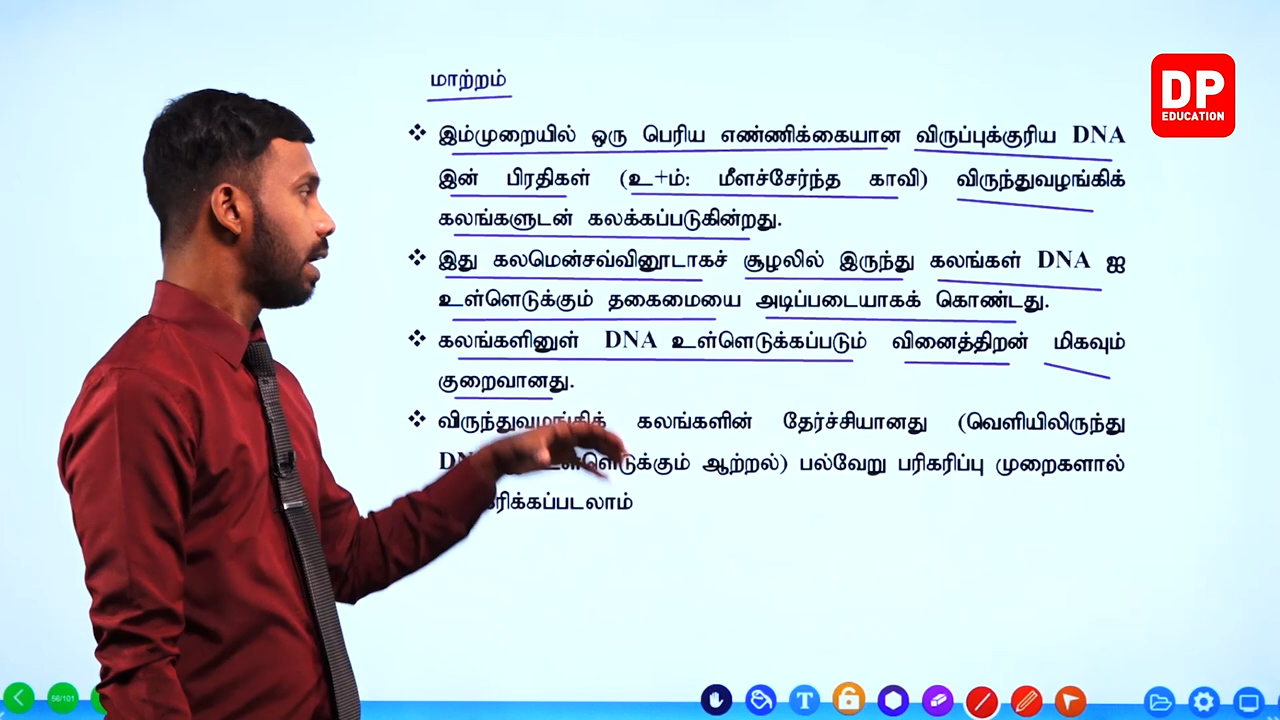 மாற்றம்
DP
EDUCATION
❖ இம்முறையில் ஒரு பெரிய எண்ணிக்கையான விருப்புக்குரிய DNA
இன் பிரதிகள் (உ+ம்: மீளச்சேர்ந்த காவி) விருந்துவழங்கிக்
கலங்களுடன் கலக்கப்படுகின்றது.
❖ இது கலமென்சவ்வினூடாகச் சூழலில் இருந்து கலங்கள் DNA ஐ
உள்ளெடுக்கும் தகைமையை அடிப்படையாகக் கொண்டது.
❖ கலங்களினுள் DNA உள்ளெடுக்கப்படும் வினைத்திறன் மிகவும்
குறைவானது.
❖ விருந்துவழங்கிக் கலங்களின் தேர்ச்சியானது (வெளியிலிருந்து
ஆற்றல்) பல்வேறு பரிகரிப்பு முறைகளால்
56/101
T